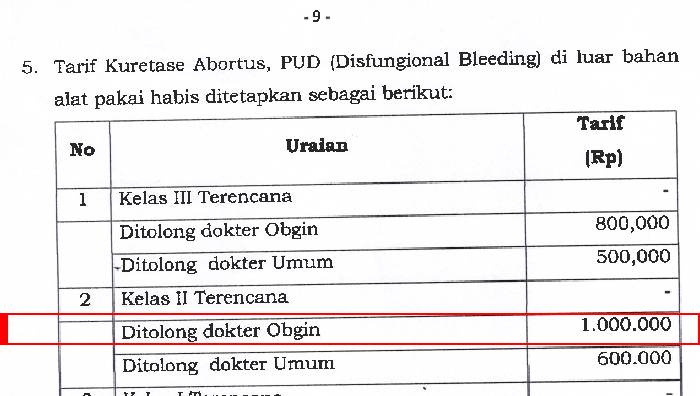 - 9 -
5. Tarif Kuretase Abortus, PUD (Disfungional Bleeding) di luar bahan
alat pakai habis ditetapkan sebagai berikut:
No Uraian Tarif (Rp)
1 Kelas III Terencana -
Ditolong dokter Obgin 800,000
Ditolong dokter Umum 500,000
2 Kelas II Terencana -
Ditolong dokter Obgin 1.000.000
Ditolong dokter Umum 600.000